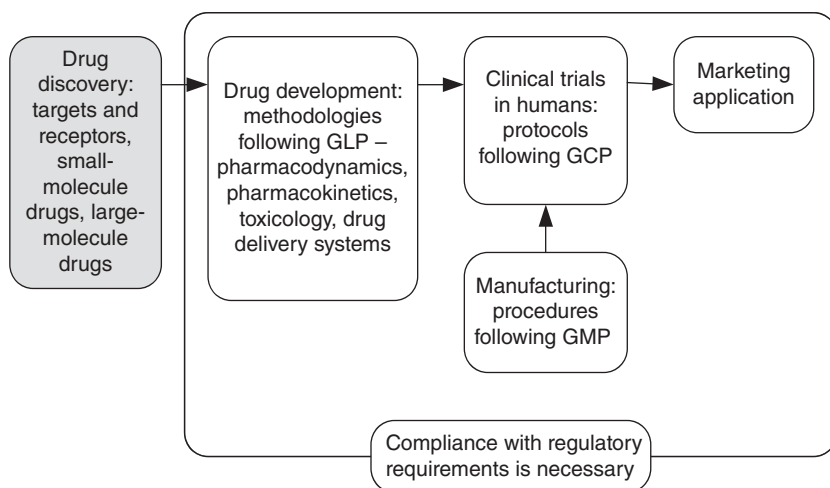 Drug
discovery:
targets and
receptors,
small-
molecule
drugs, large-
molecule
drugs
Drug development:
methodologies
following GLP –
pharmacodynamics,
pharmacokinetics,
toxicology, drug
delivery systems
Clinical trials
in humans:
protocols
following GCP
Marketing
application
Manufacturing:
procedures
following GMP
Compliance with regulatory
requirements is necessary